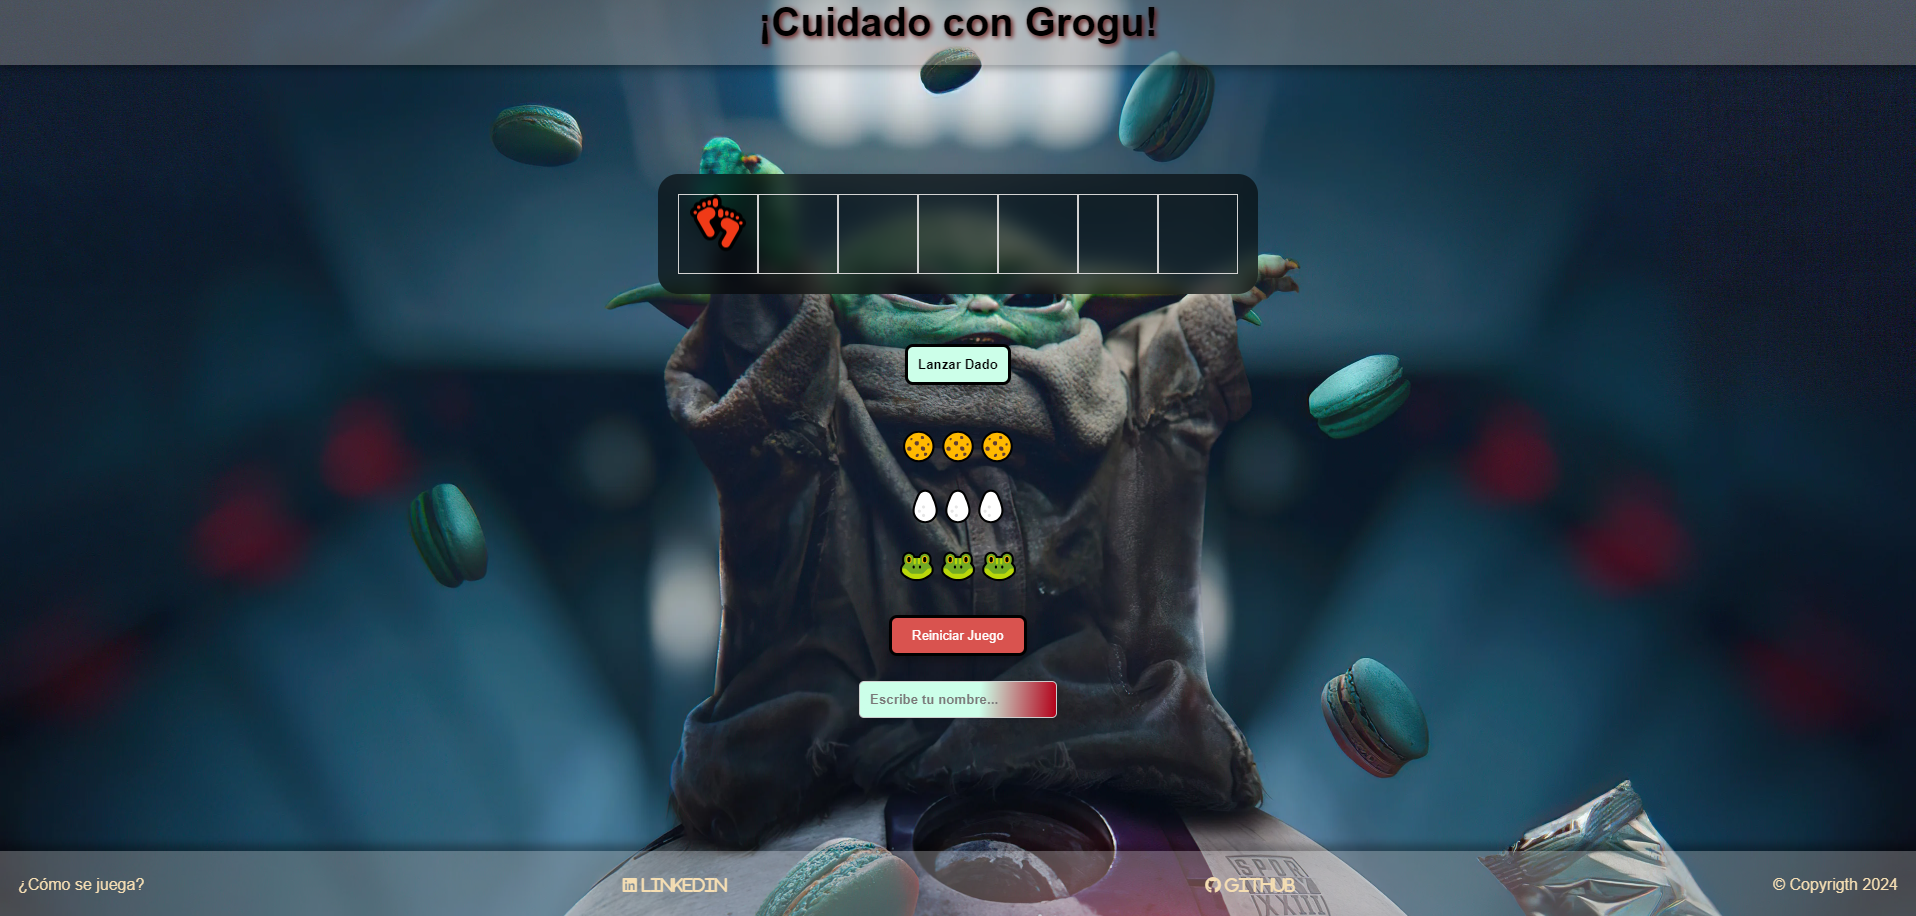 ¡Cuidado con Grogu!
Lanzar Dado
Reiniciar Juego
Escribe tu nombre...
¿Cómo se juega?
LINKEDIN
GITHUB
© Copyrigth 2024